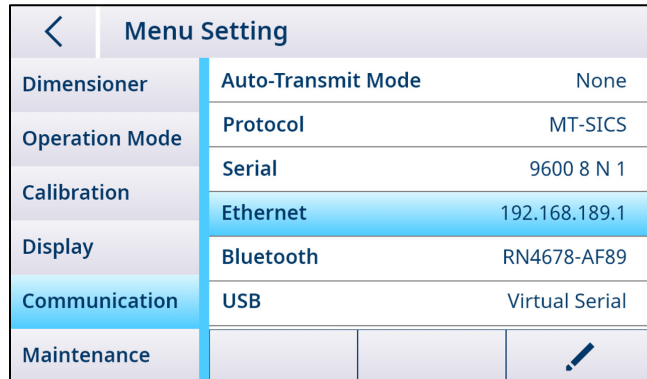 Menu Setting
Dimensioner
Operation Mode
Calibration
Display
Communication
Maintenance
Auto-Transmit Mode None
Protocol MT-SICS
Serial 9600 8 N 1
Ethernet 192.168.189.1
Bluetooth RN4678-AF89
USB Virtual Serial